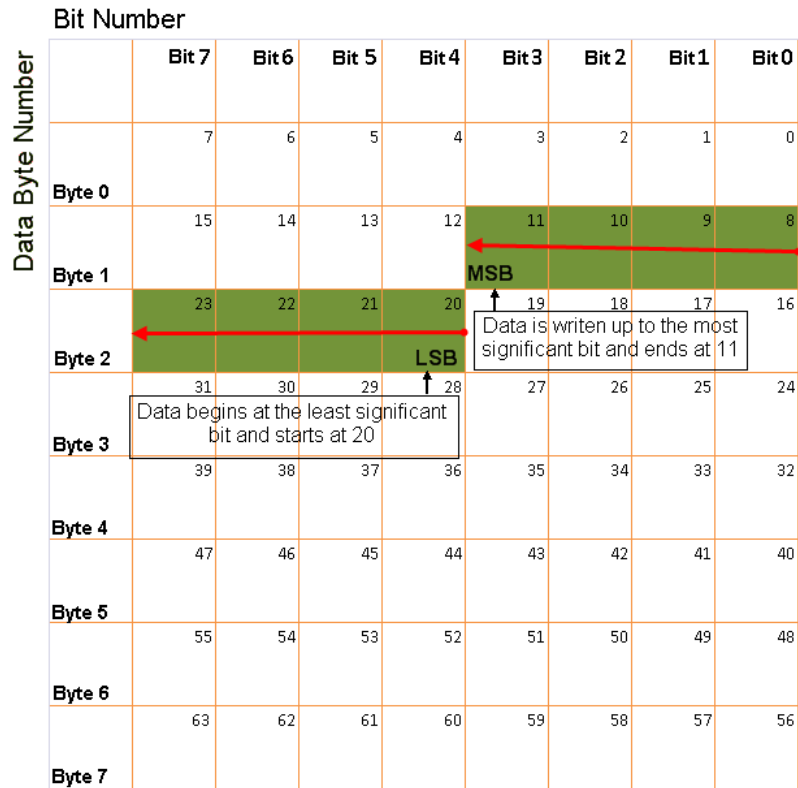 Bit Number
Data Byte Number
Bit 7 Bit 6 Bit 5 Bit 4 Bit 3 Bit 2 Bit 1 Bit 0
7 6 5 4 3 2 1 0
Byte 0
15 14 13 12 11 10 9 8
Byte 1 MSB
23 22 21 20 19 18 17 16
Data is writen up to the most
significant bit and ends at 11
Byte 2 LSB
31 30 29 28 27 26 25 24
Data begins at the least significant
bit and starts at 20
Byte 3
39 38 37 36 35 34 33 32
Byte 4
47 46 45 44 43 42 41 40
Byte 5
55 54 53 52 51 50 49 48
Byte 6
63 62 61 60 59 58 57 56
Byte 7